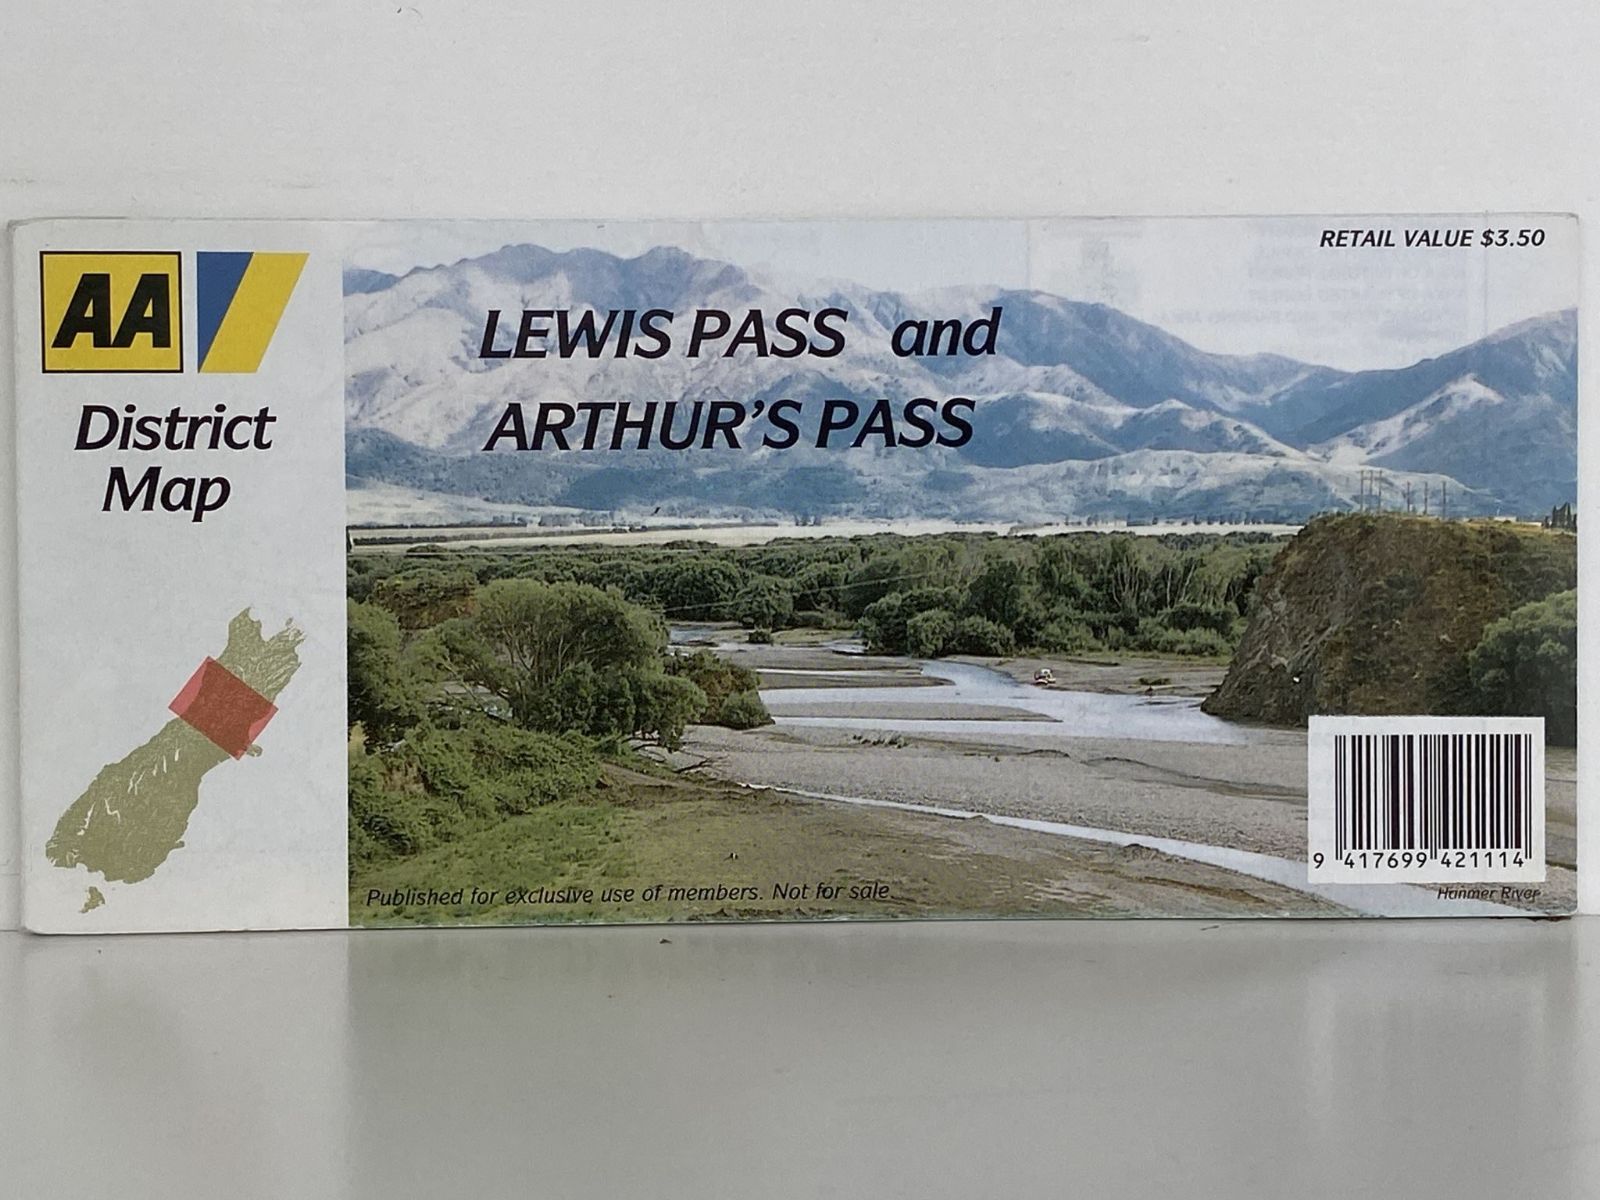 AA
District
Map
RETAIL VALUE $3.50
LEWIS PASS and
ARTHUR'S PASS
Published for exclusive use of members. Not for sale.
9 417699 421114
Hanmer River